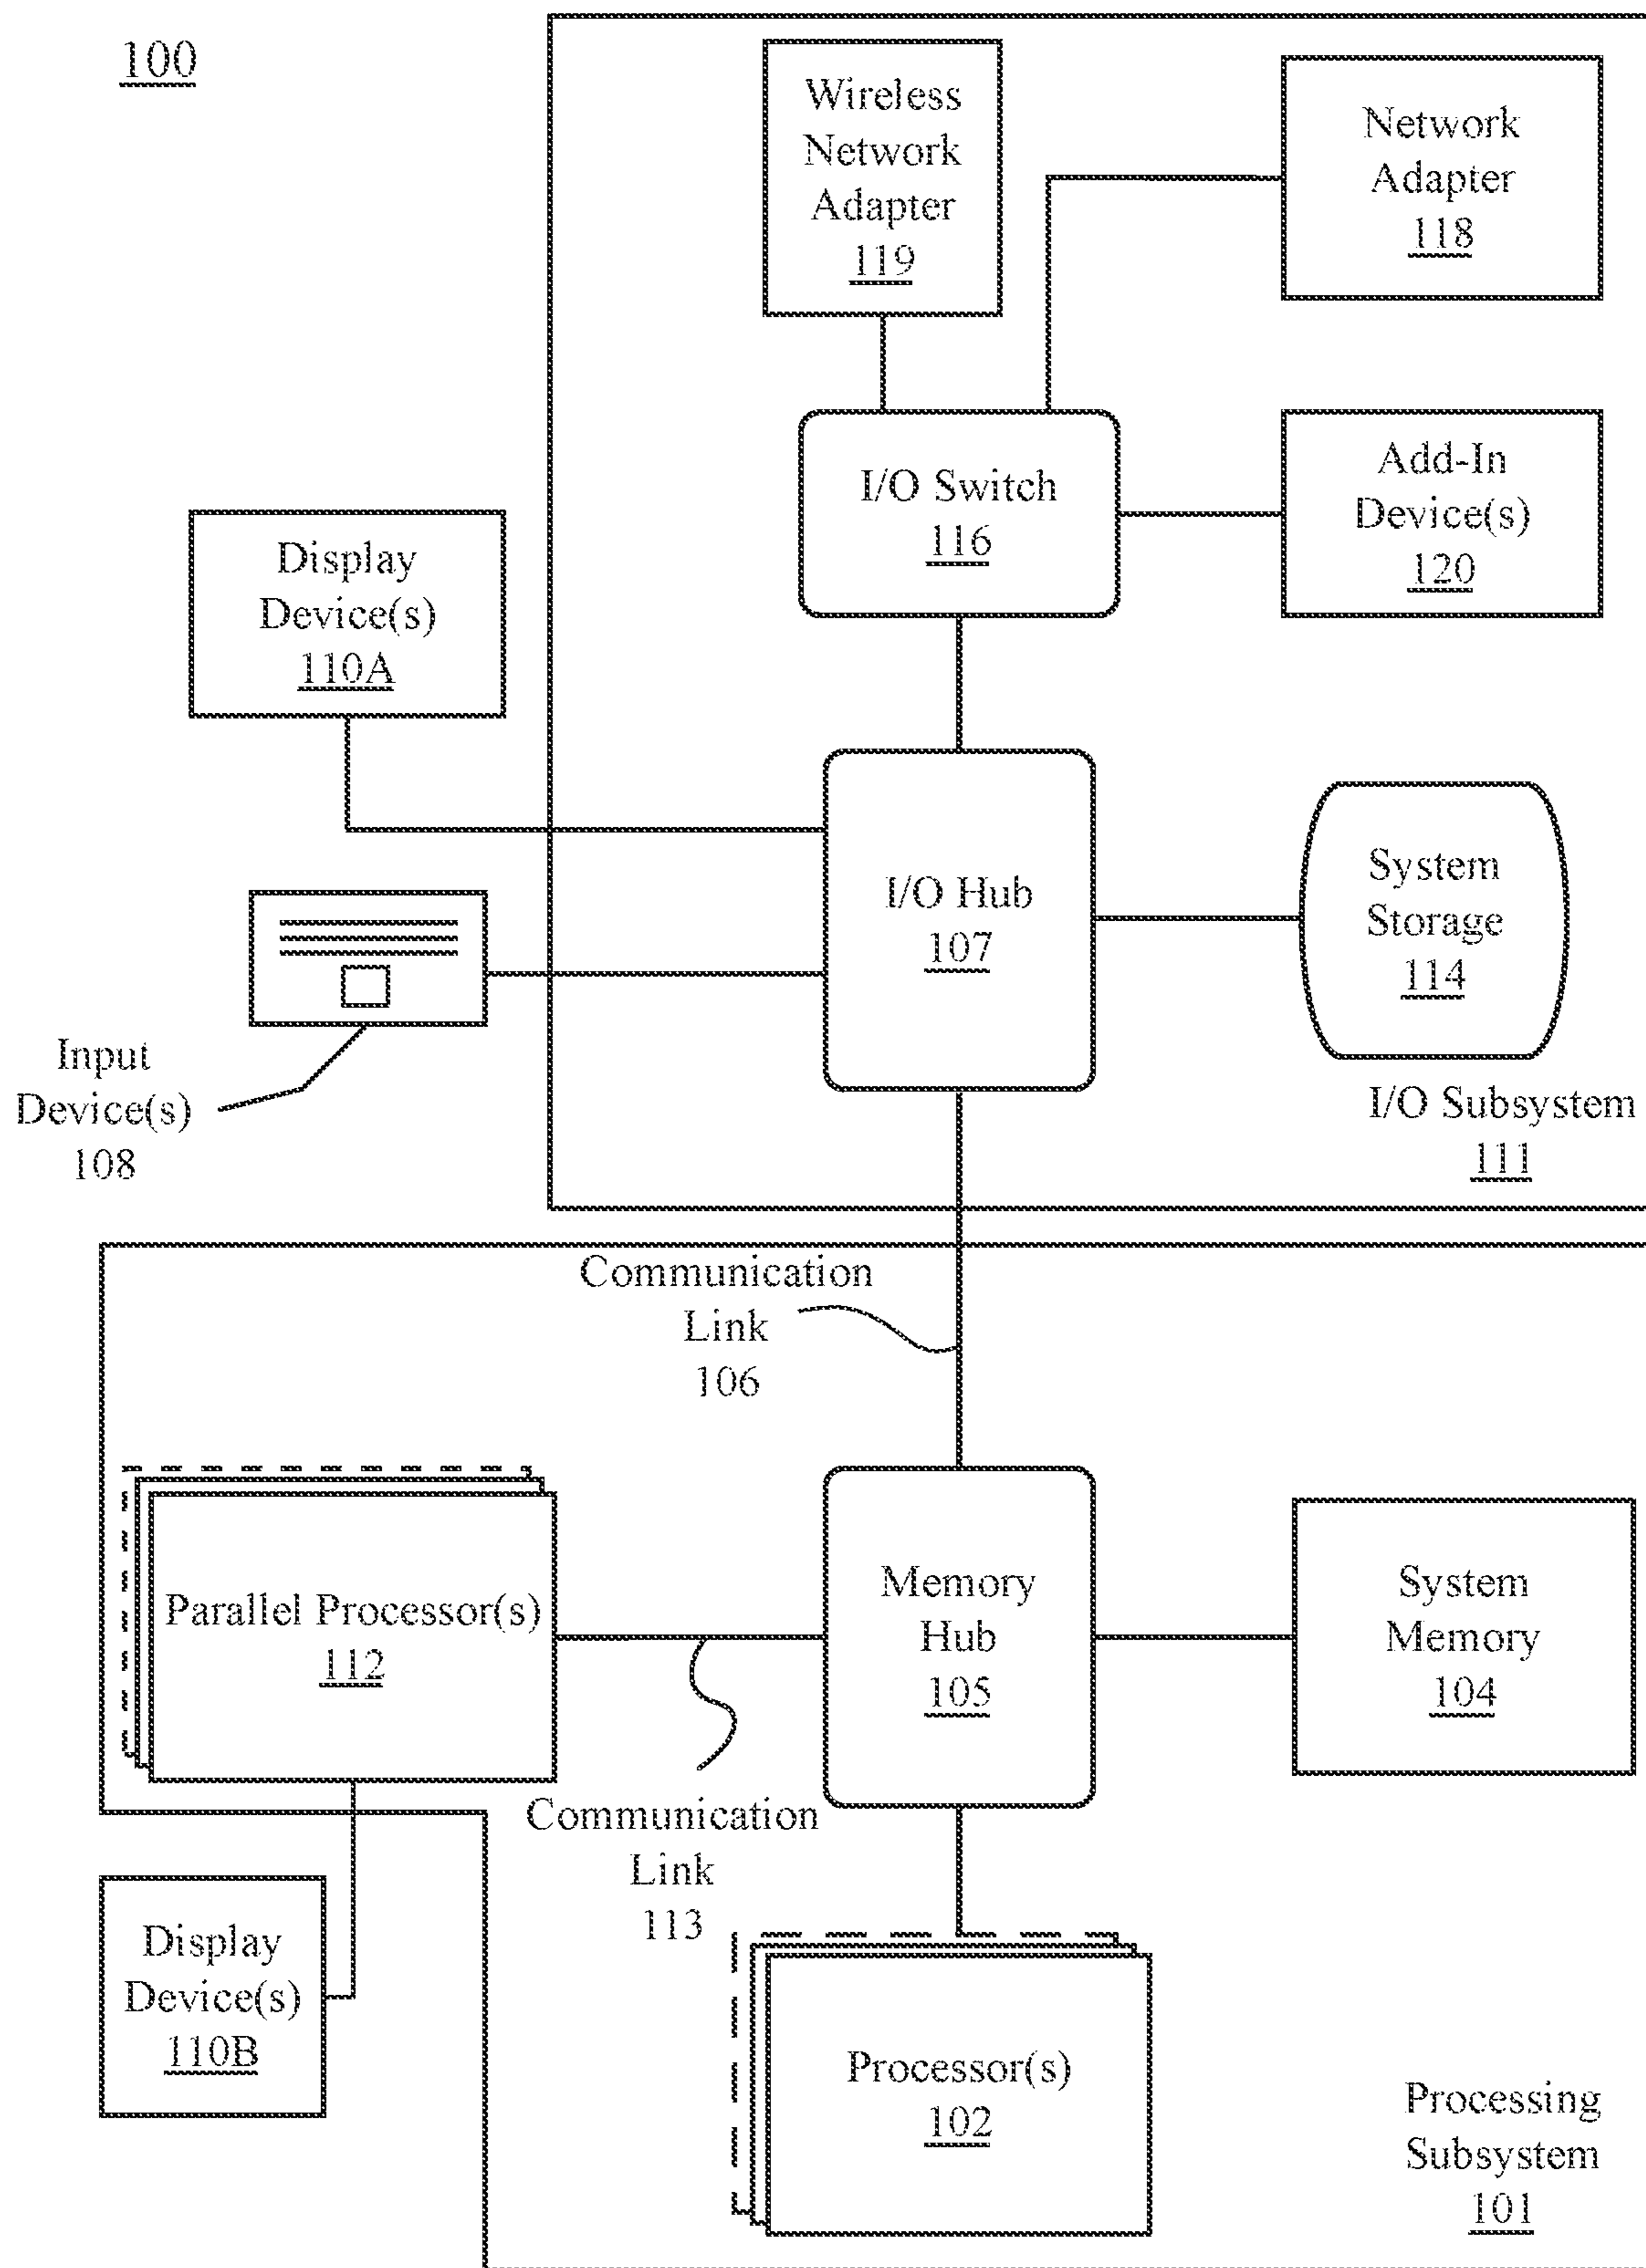 100
Wireless
Network
Adapter
119
Network
Adapter
118
I/O Switch
116
Add-In
Device(s)
120
Display
Device(s)
110A
I/O Hub
107
System
Storage
114
Input
Device(s)
108
I/O Subsystem
111
Communication
Link
106
Parallel Processor(s)
112
Memory
Hub
105
System
Memory
104
Communication
Link
113
Display
Device(s)
110B
Processor(s)
102
Processing
Subsystem
101